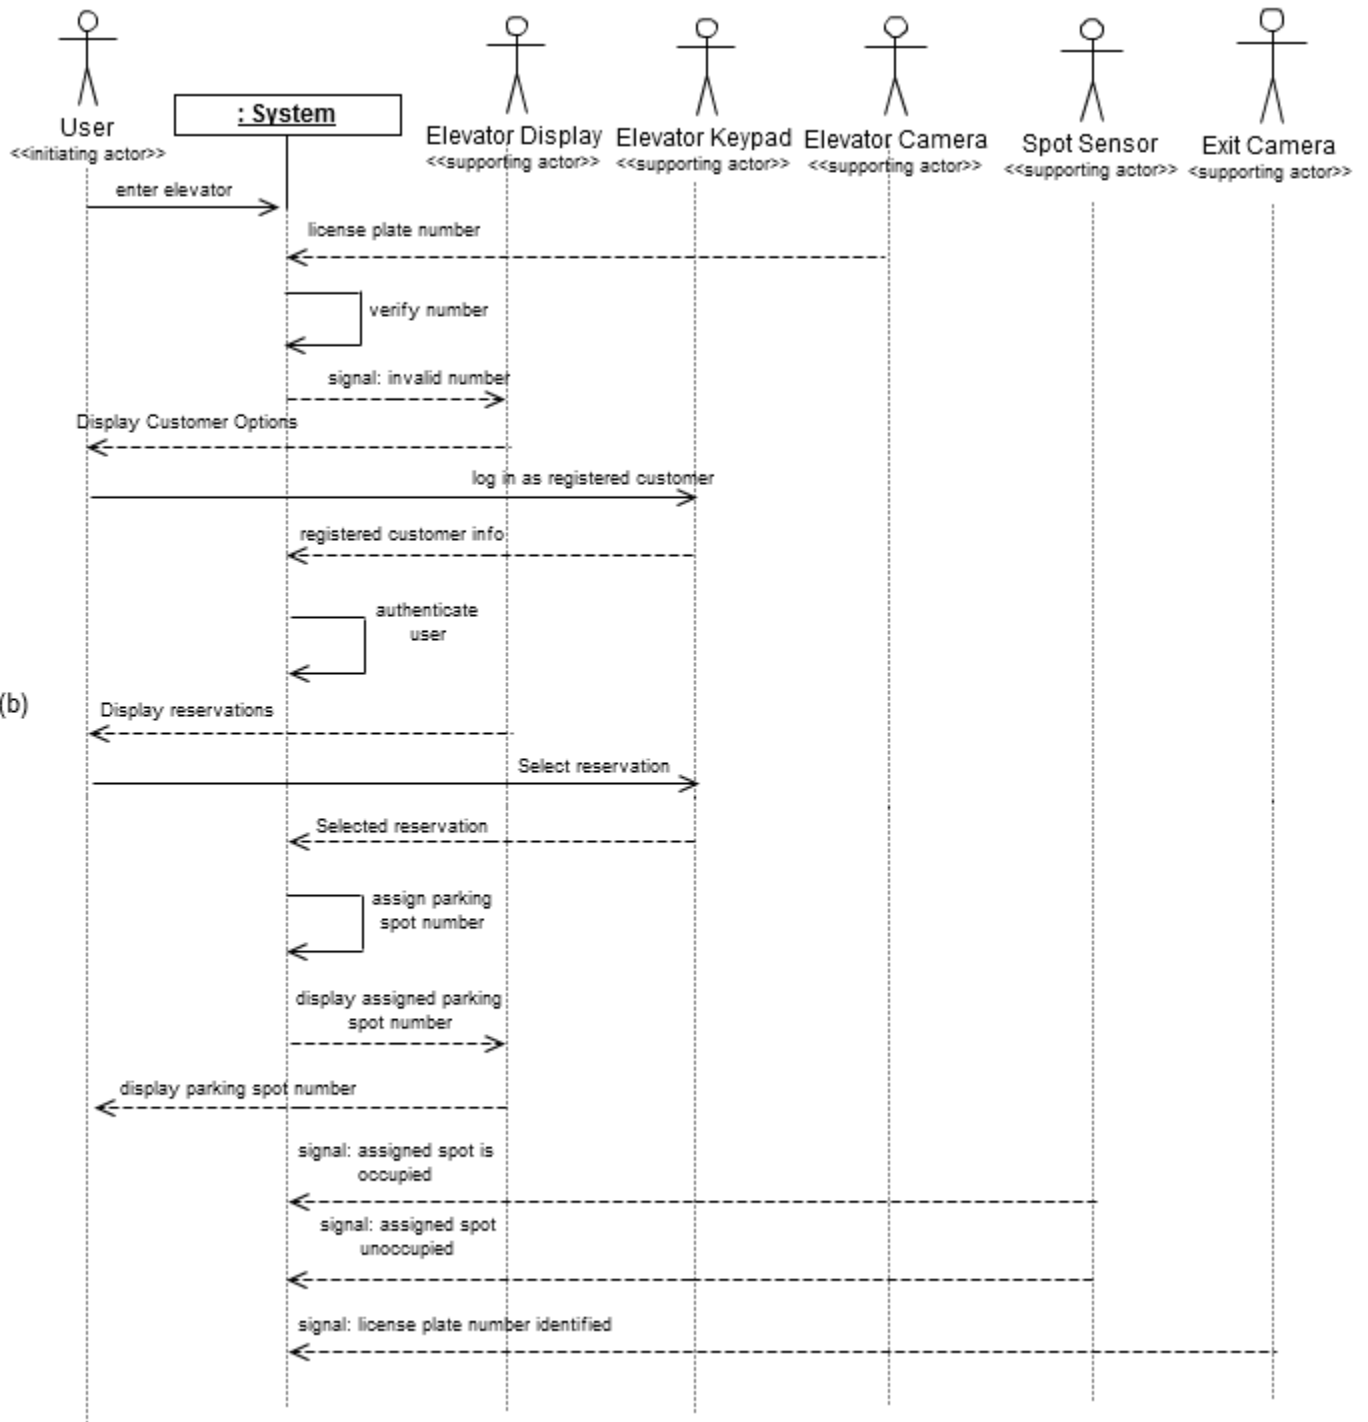 User
<<initiating actor>>
: System
Elevator Display
<<supporting actor>>
Elevator Keypad
<<supporting actor>>
Elevator Camera
<<supporting actor>>
Spot Sensor
<<supporting actor>>
Exit Camera
<supporting actor>>
enter elevator
license plate number
verify number
signal: invalid number
Display Customer Options
log in as registered customer
registered customer info
authenticate
user
(b)
Display reservations
Select reservation
Selected reservation
assign parking
spot number
display assigned parking
spot number
display parking spot number
signal: assigned spot is
occupied
signal: assigned spot
unoccupied
signal: license plate number identified